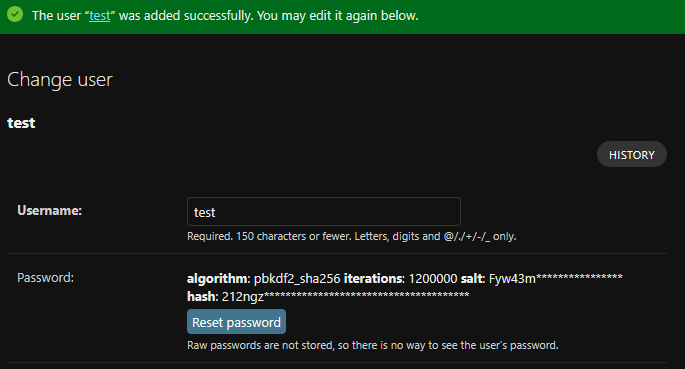 The user “test” was added successfully. You may edit it again below.
Change user
test
HISTORY
Username:
test
Required. 150 characters or fewer. Letters, digits and @/./+/-/_ only.
Password:
algorithm: pbkdf2_sha256 iterations: 1200000 salt: Fyw43m****************
hash: 212ngz**************************************
Reset password
Raw passwords are not stored, so there is no way to see the user’s password.